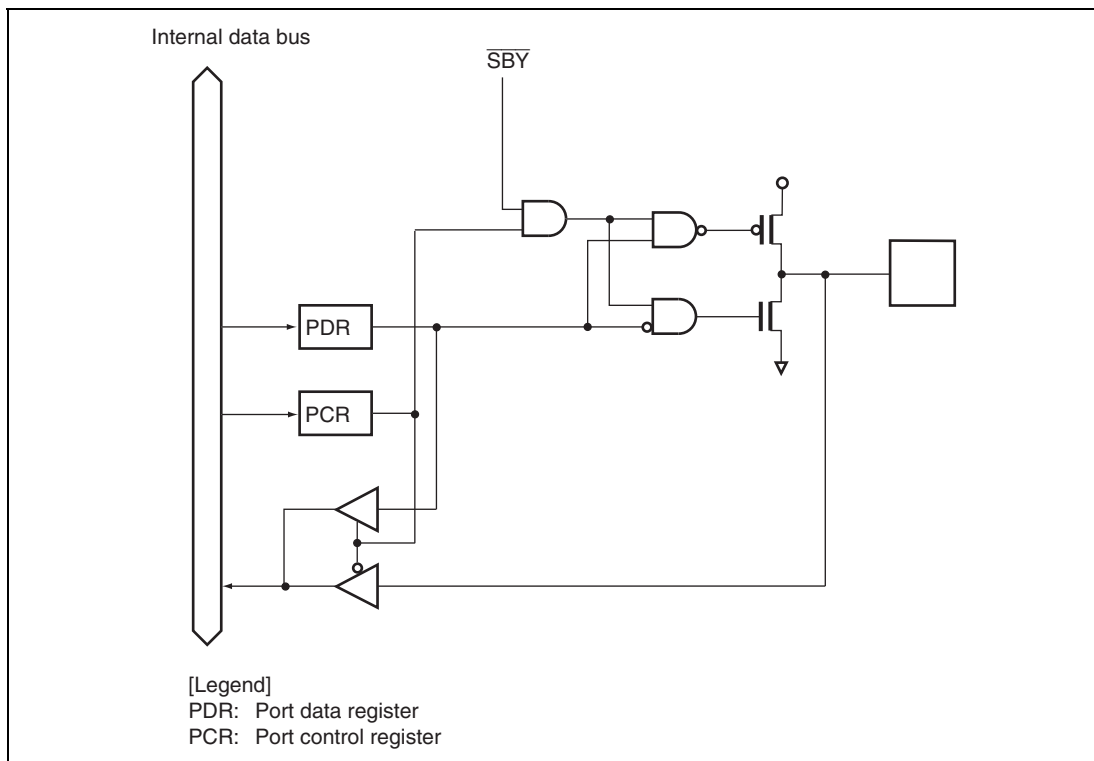 Internal data bus
SBY
PDR
PCR
[Legend]
PDR: Port data register
PCR: Port control register